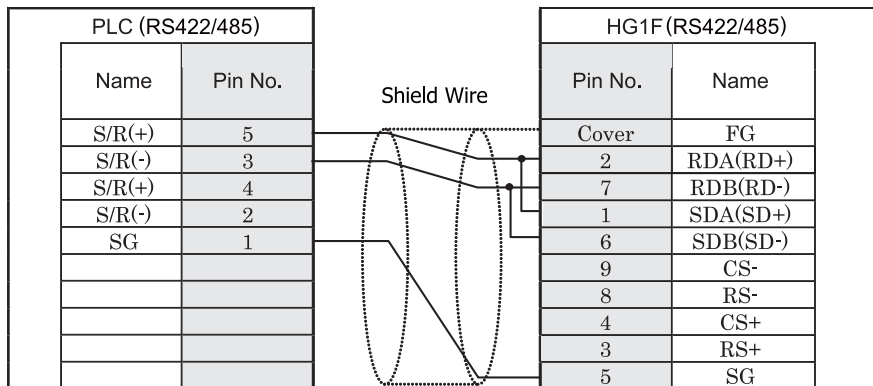 PLC (RS422/485)
HG1F(RS422/485)
Name Pin No. Shield Wire Pin No. Name
S/R(+) 5 Cover FG
S/R(-) 3 2 RDA(RD+)
S/R(+) 4 7 RDB(RD-)
S/R(-) 2 1 SDA(SD+)
SG 1 6 SDB(SD-)
9 CS-
8 RS-
4 CS+
3 RS+
5 SG